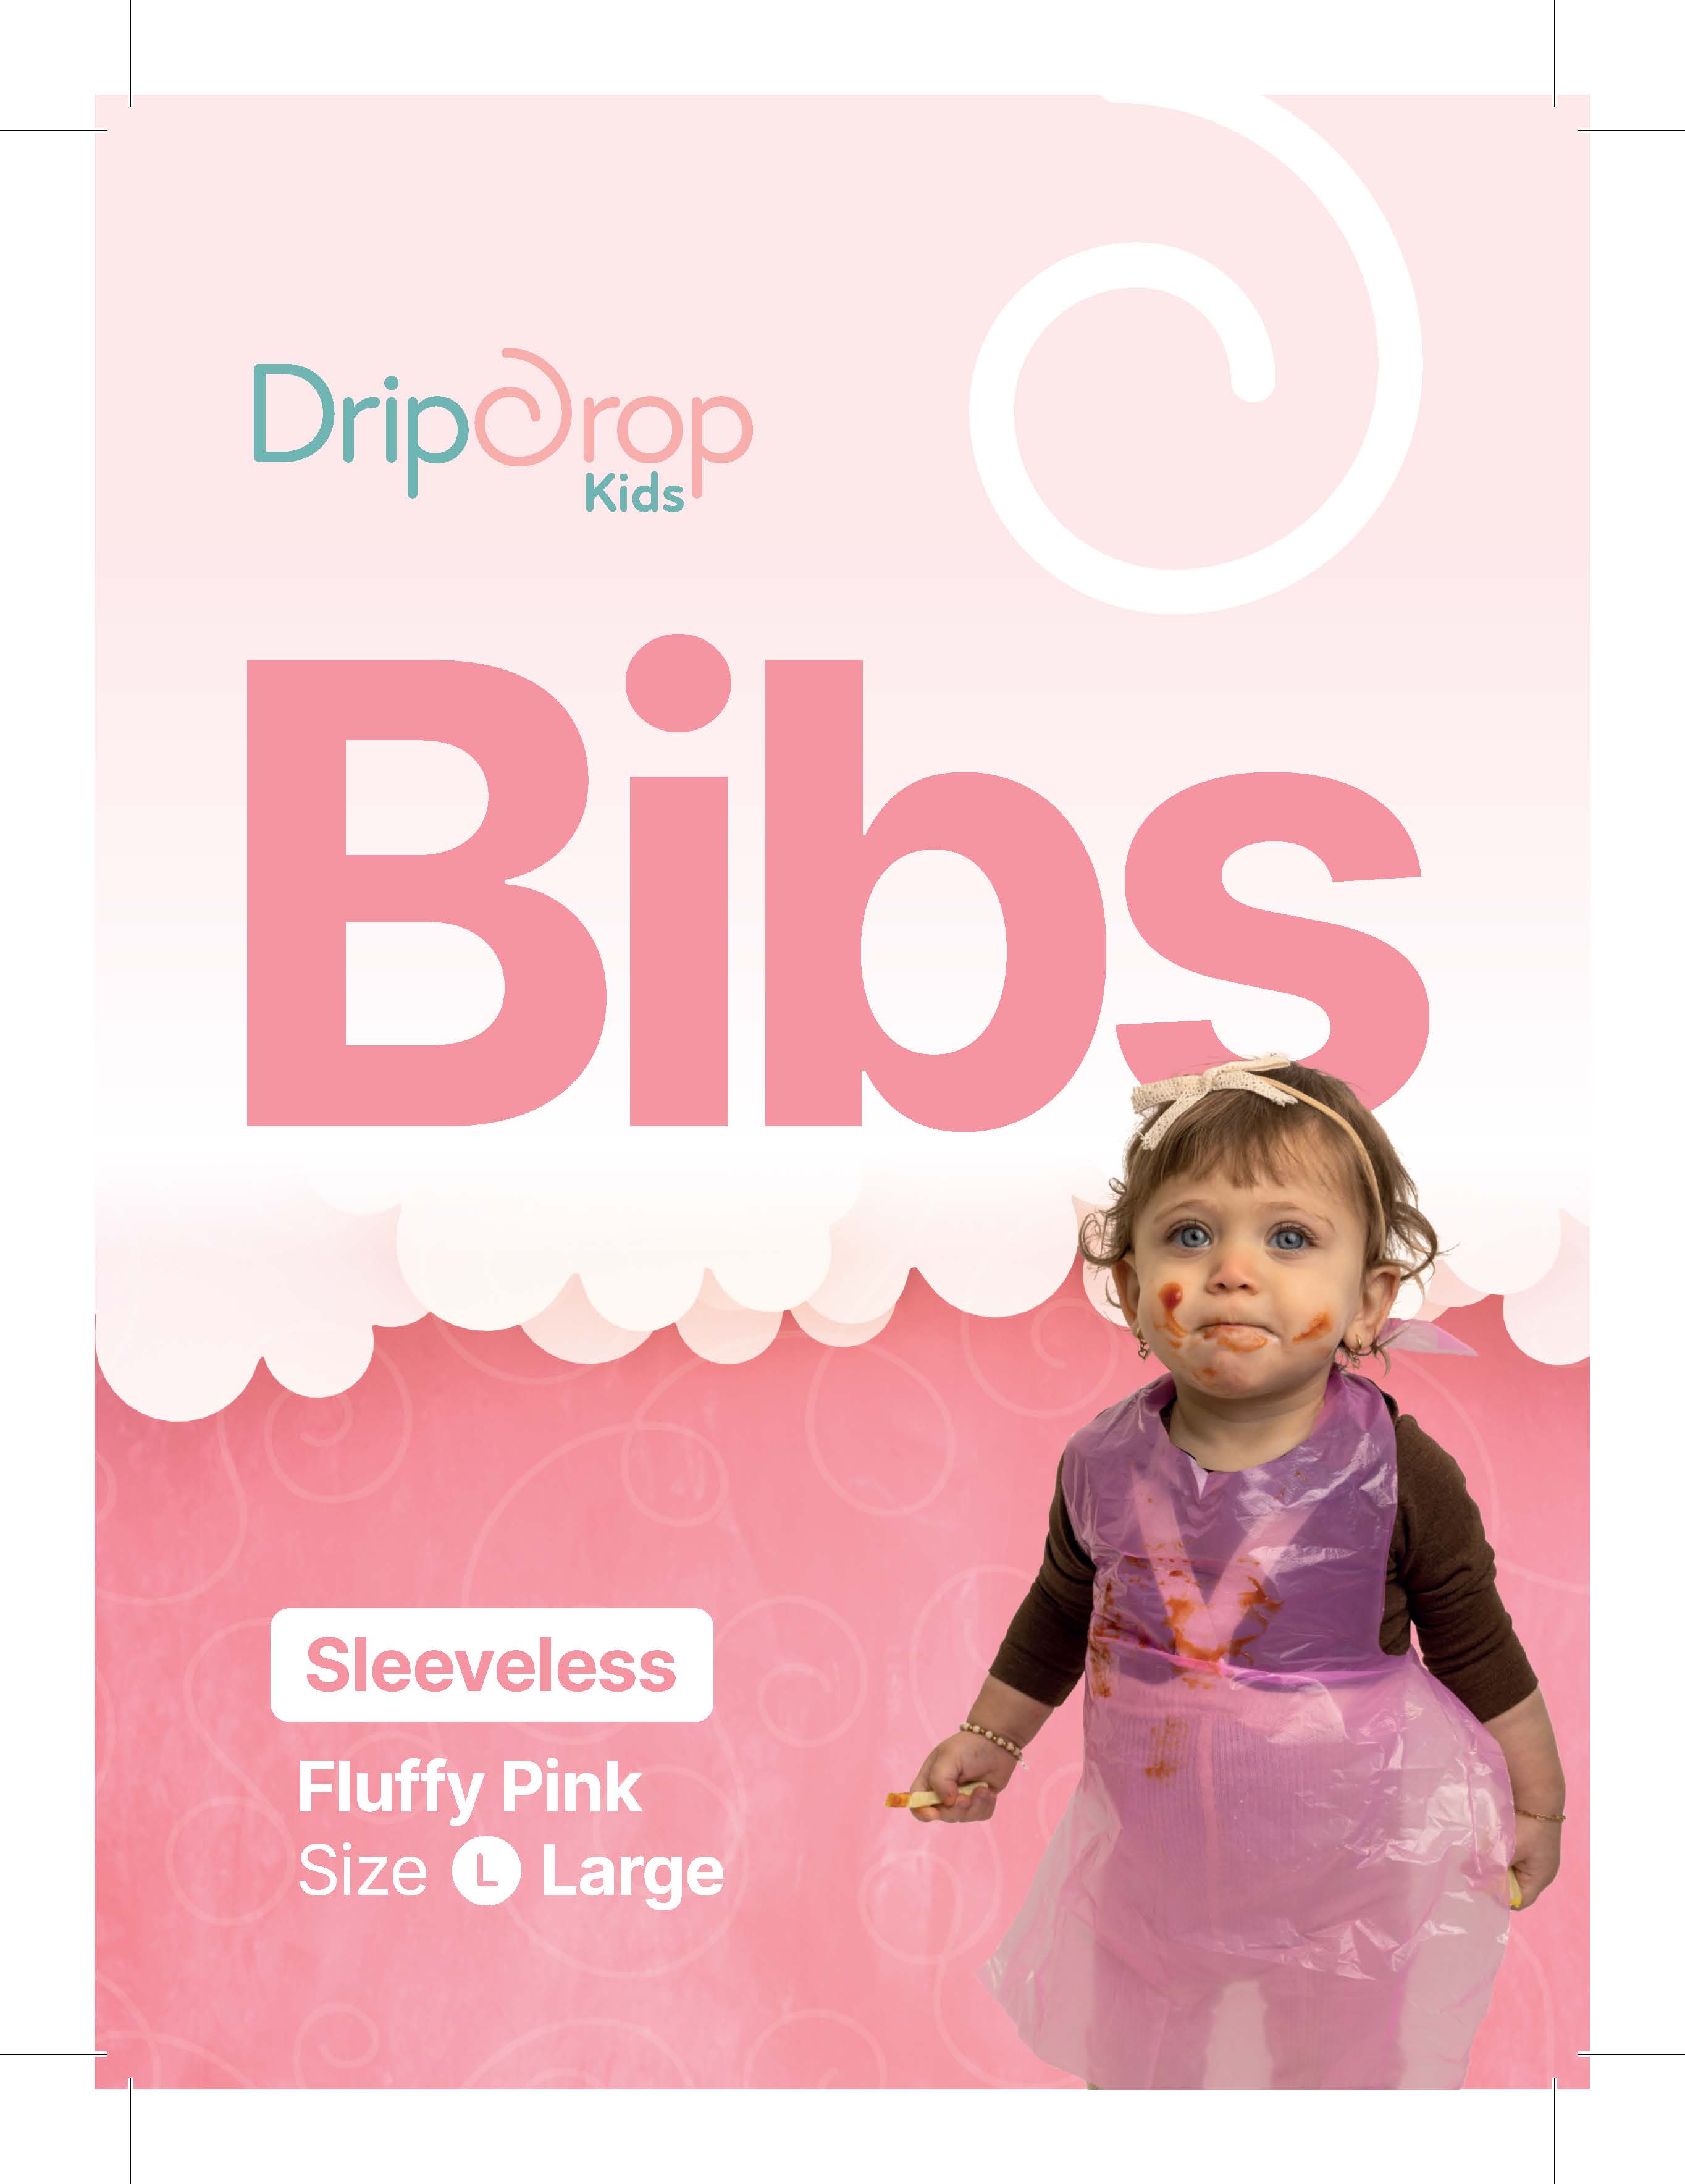 DripDrop
Kids
Bibs
Sleeveless
Fluffy Pink
Size L Large